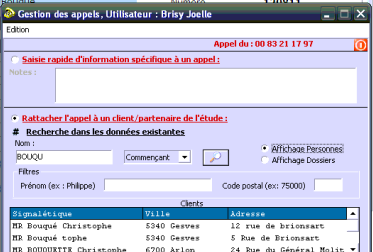 Gestion des appels, Utilisateur : Brisy Joelle
Edition
Appel du : 00 83 21 17 97
Saisie rapide d'information spécifique à un appel :
Notes :
Rattacher l'appel à un client/partenaire de l'étude :
# Recherche dans les données existantes
Nom :
BOUQU
Commençant
Affichage Personnes
Affichage Dossiers
Filtres
Prénom (ex : Philippe)
Code postal (ex: 75000)
Clients
Signalétique Ville Adresse
MR Bouqué Christophe 5340 Gesves 12 rue de brionsart
MR Bouqué tophe 5340 Gesves 5 Rue de Brionsart
MR BOUQUETTE Christophe 6700 Arlon 24 Rue du Général Molit